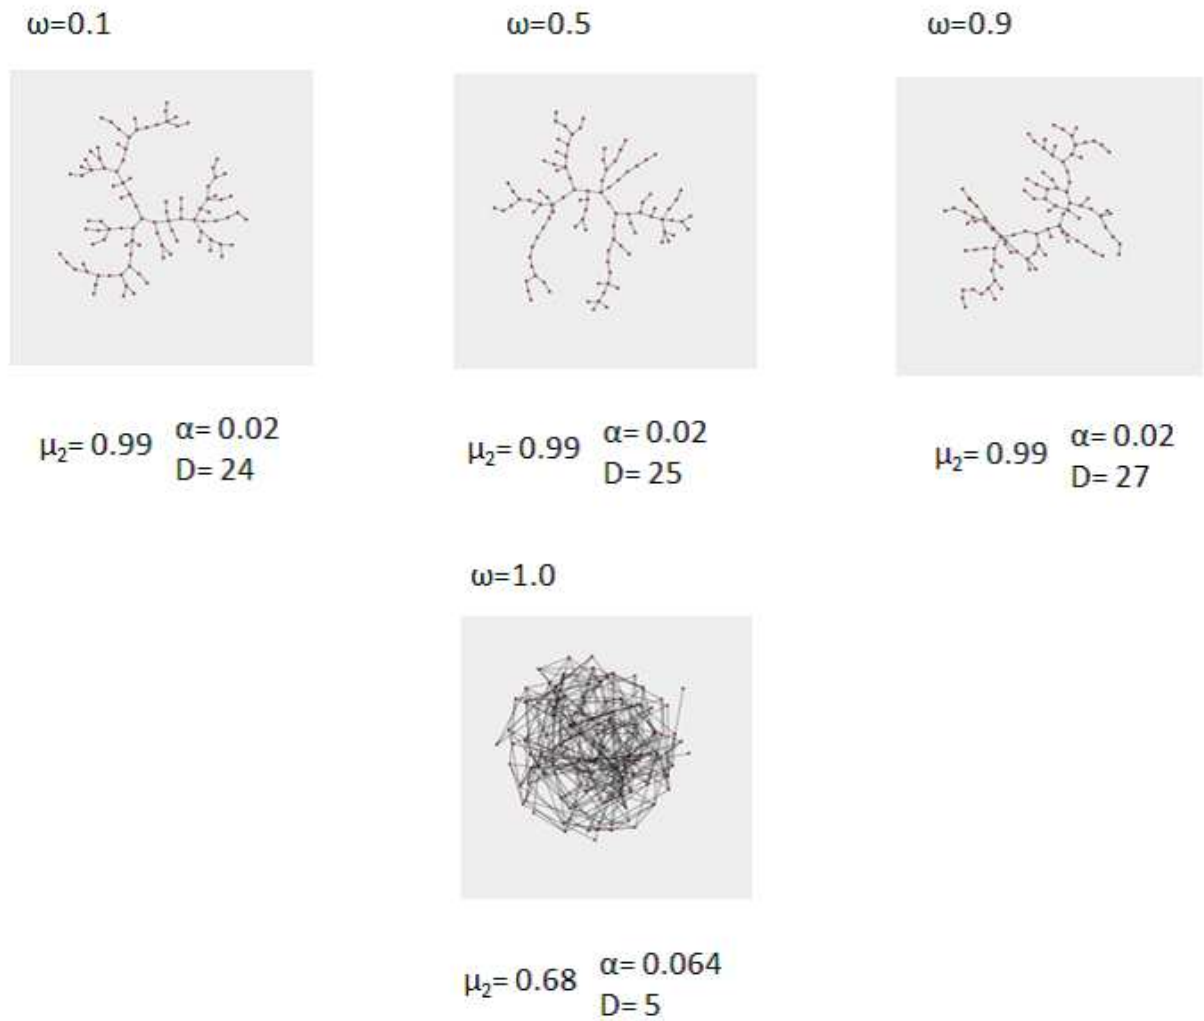 ω=0.1
ω=0.5
ω=0.9
μ₂= 0.99
α= 0.02
D= 24
μ₂= 0.99
α= 0.02
D= 25
μ₂= 0.99
α= 0.02
D= 27
ω=1.0
μ₂= 0.68
α= 0.064
D= 5